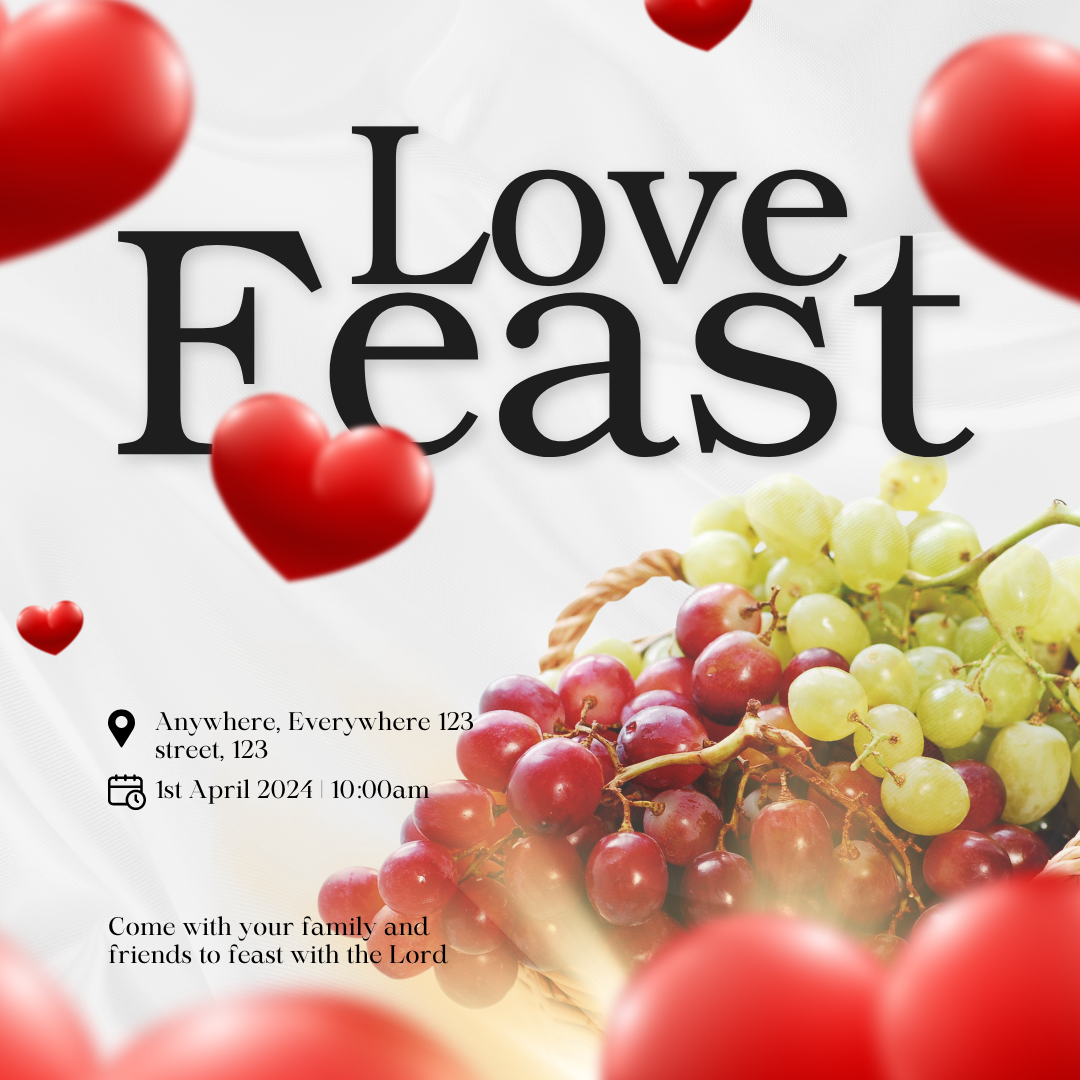 Love
Feast
Anywhere, Everywhere 123
street, 123
1st April 2024 | 10:00am
Come with your family and
friends to feast with the Lord